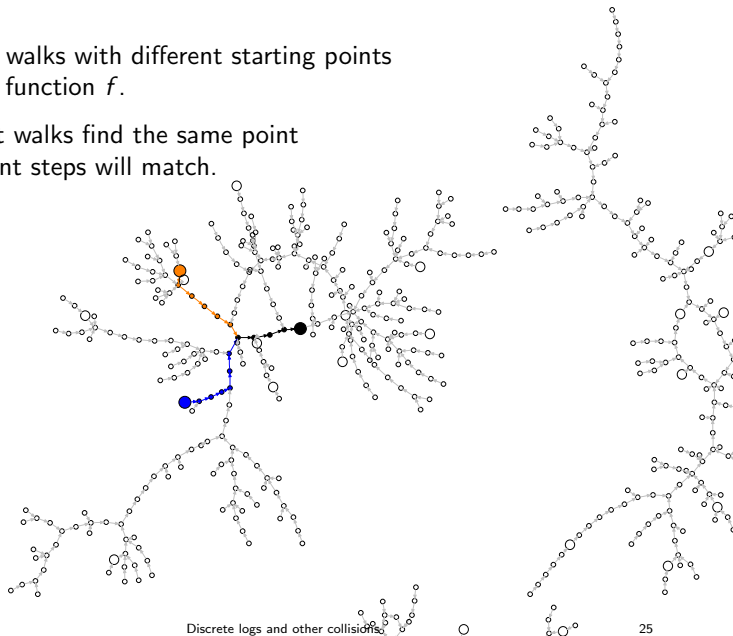 walks with different starting points
function f.
t walks find the same point
nt steps will match.
Discrete logs and other collisions
25